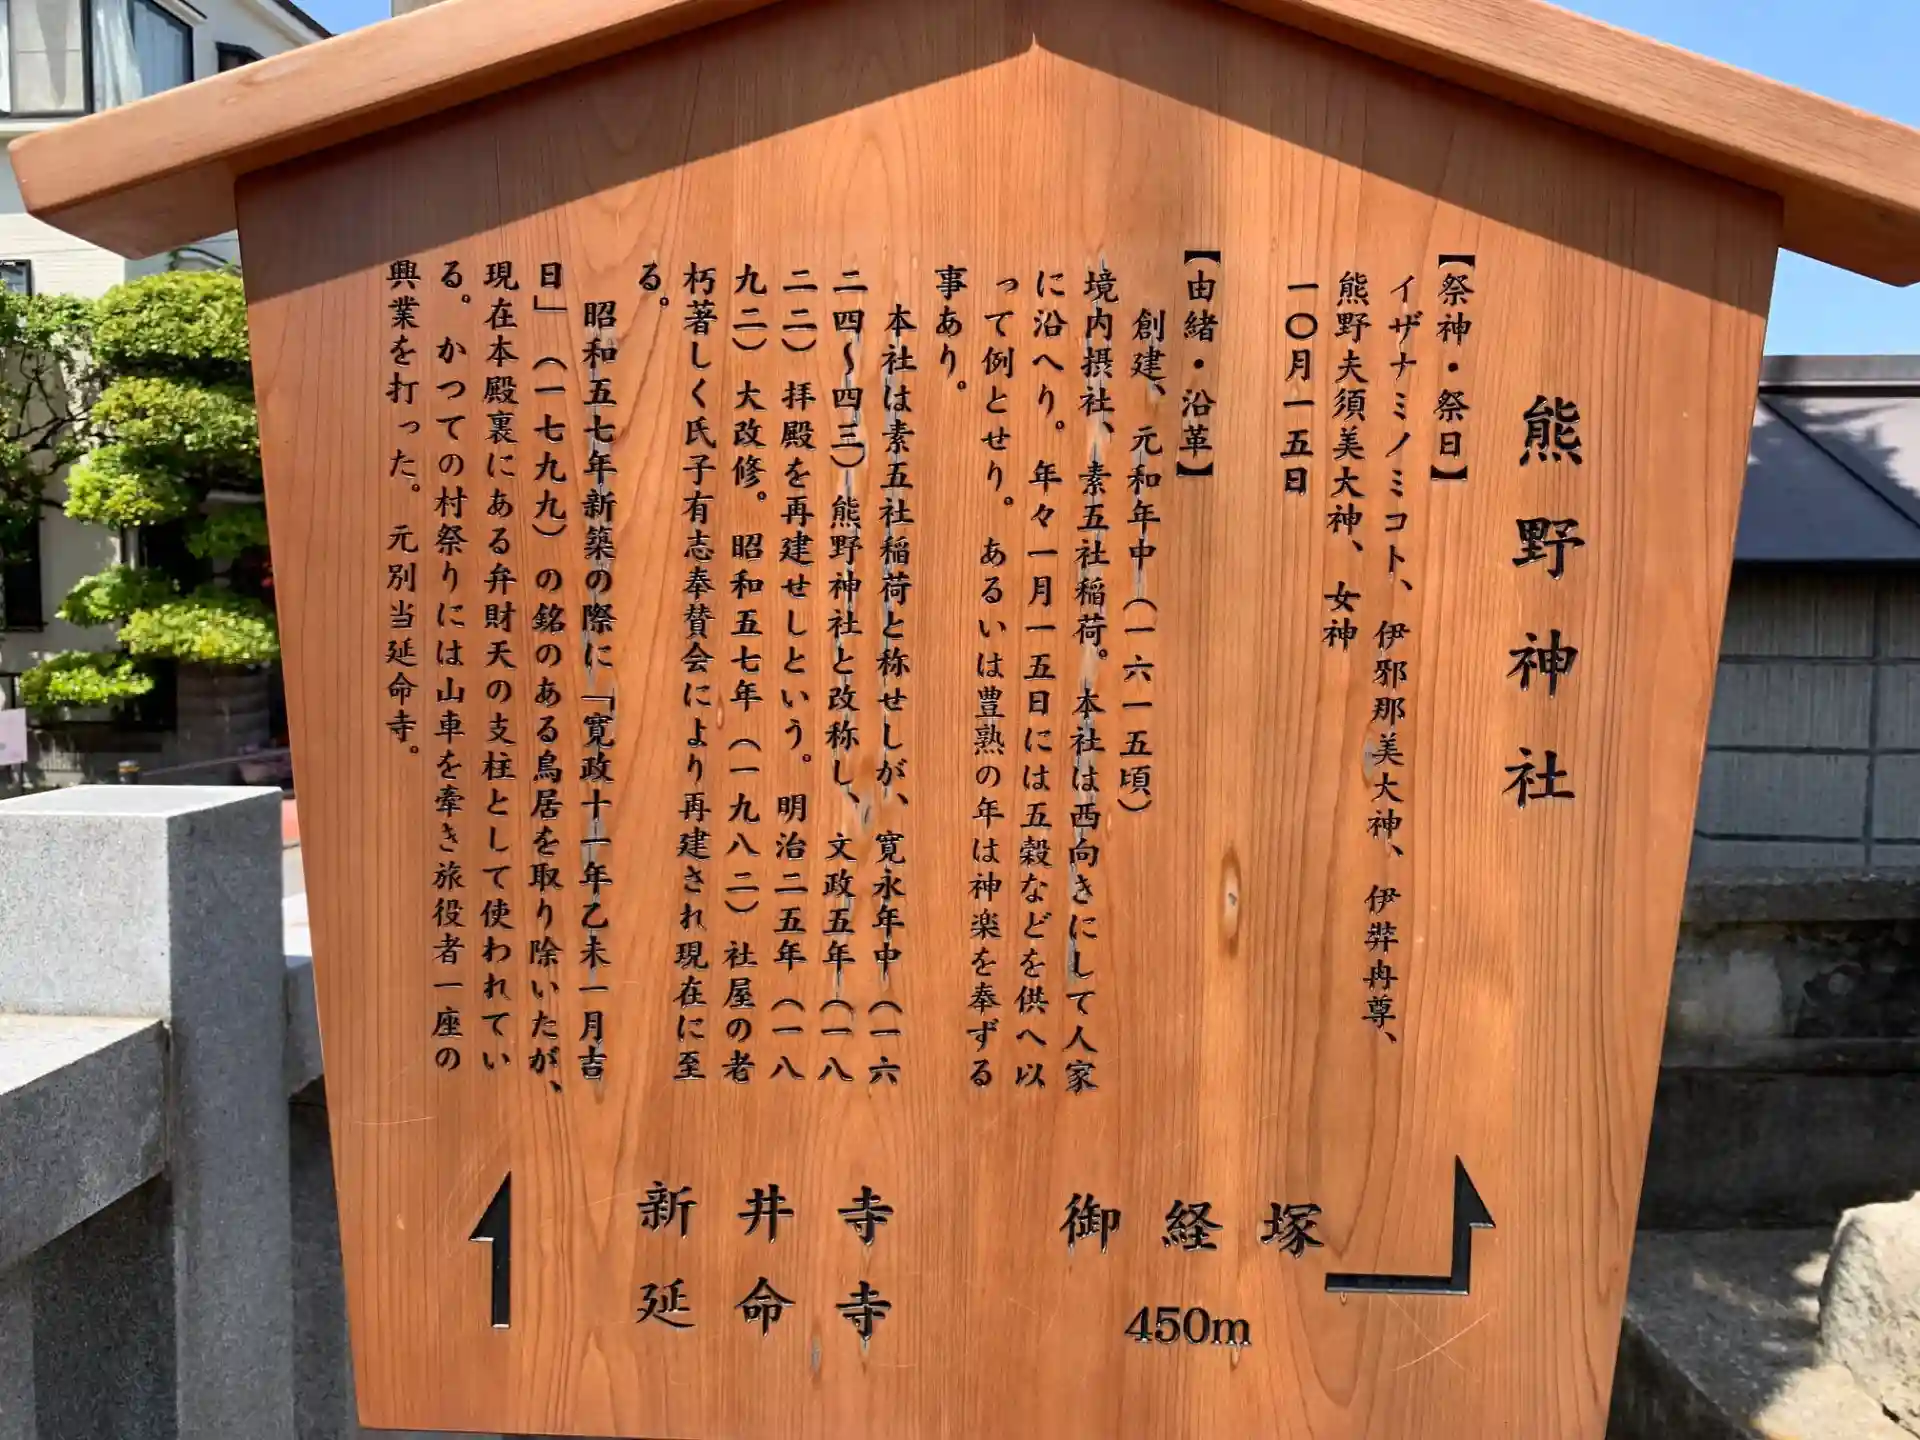 熊野神社
【祭神・祭日】
イザナミノミコト、伊邪那美大神、伊弉冉尊、
熊野夫須美大神、女神
一〇月一五日
【由緒・沿革】
創建、元和年中（一六一五頃）
境内摂社、素五社稲荷。本社は西向きにして人家
に沿へり。年々一月一五日には五穀などを供へ以
って例とせり。あるいは豊熟の年は神楽を奉ずる
事あり。
本社は素五社稲荷と称せしが、寛永年中（一六
二四〜四三）熊野神社と改称し、文政五年（一八
二二）拝殿を再建せしという。明治二五年（一八
九二）大改修。昭和五七年（一九八二）社屋の老
朽著しく氏子有志奉賛会により再建され現在に至
る。
昭和五七年新築の際に「寛政十一年乙未一月吉
日」（一七九九）の銘のある鳥居を取り除いたが、
現在本殿裏にある弁財天の支柱として使われてい
る。かつての村祭りには山車を牽き旅役者一座の
興業を打った。元別当延命寺。
御経塚
450m
新井寺
延命寺